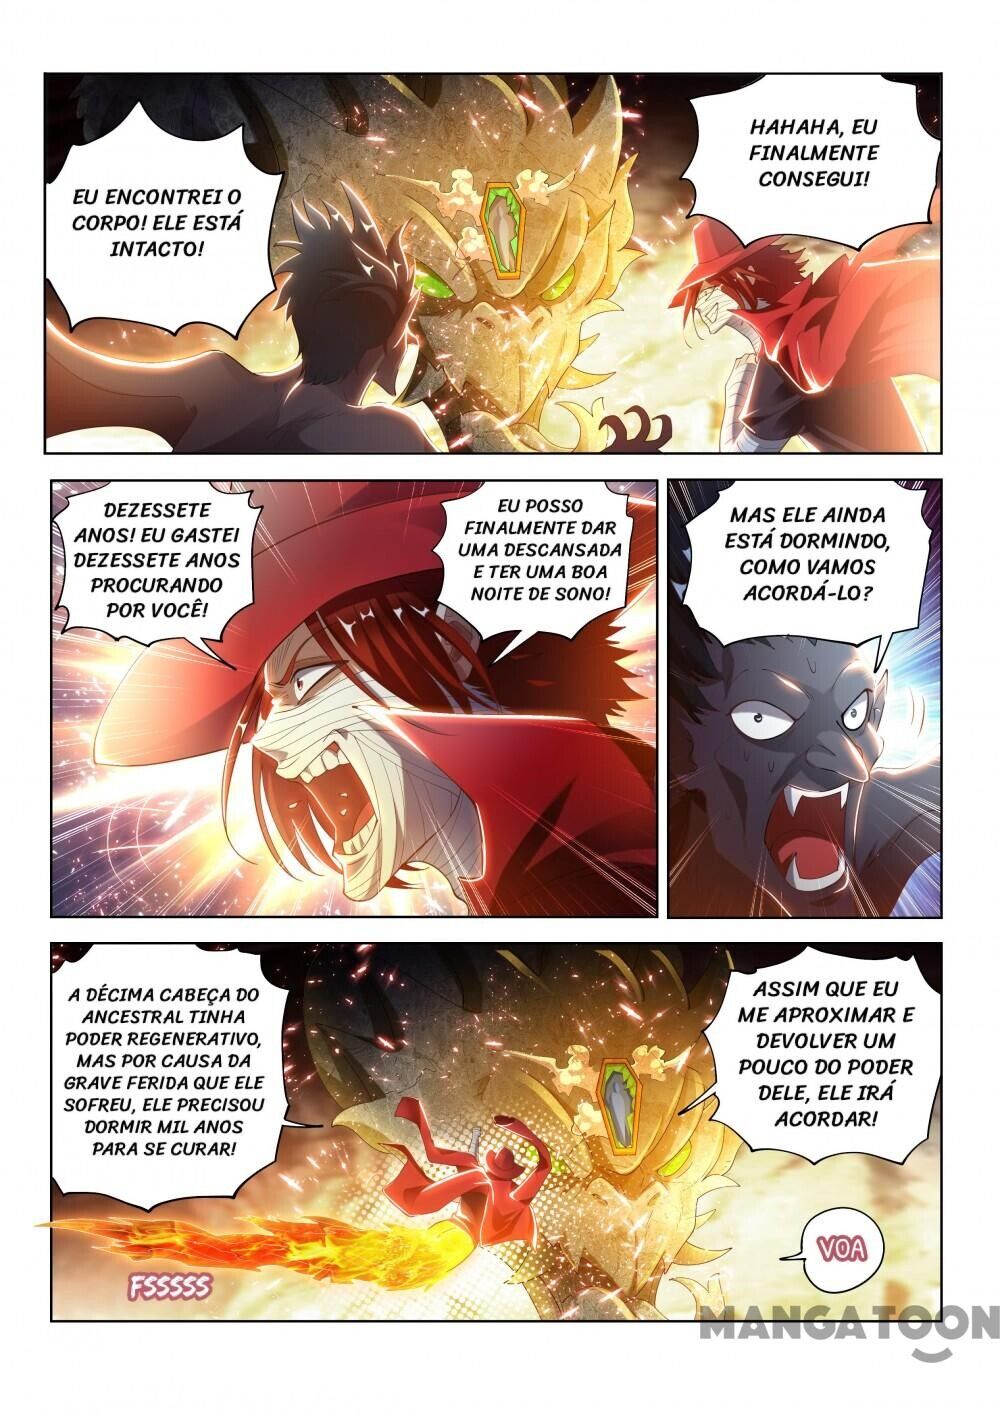 EU ENCONTREI O
CORPO! ELE ESTÁ
INTACTO!
HAHAHA, EU
FINALMENTE
CONSEGUI!
DEZESSETE
ANOS! EU GASTEI
DEZESSETE ANOS
PROCURANDO
POR VOCÊ!
EU POSSO
FINALMENTE DAR
UMA DESCANSADA
E TER UMA BOA
NOITE DE SONO!
MAS ELE AINDA
ESTÁ DORMINDO,
COMO VAMOS
ACORDÁ-LO?
A DÉCIMA CABEÇA DO
ANCESTRAL TINHA
PODER REGENERATIVO,
MAS POR CAUSA DA
GRAVE FERIDA QUE ELE
SOFREU, ELE PRECISOU
DORMIR MIL ANOS
PARA SE CURAR!
ASSIM QUE EU
ME APROXIMAR E
DEVOLVER UM
POUCO DO PODER
DELE, ELE IRÁ
ACORDAR!
VOA
FSSSSS
MANGATOON